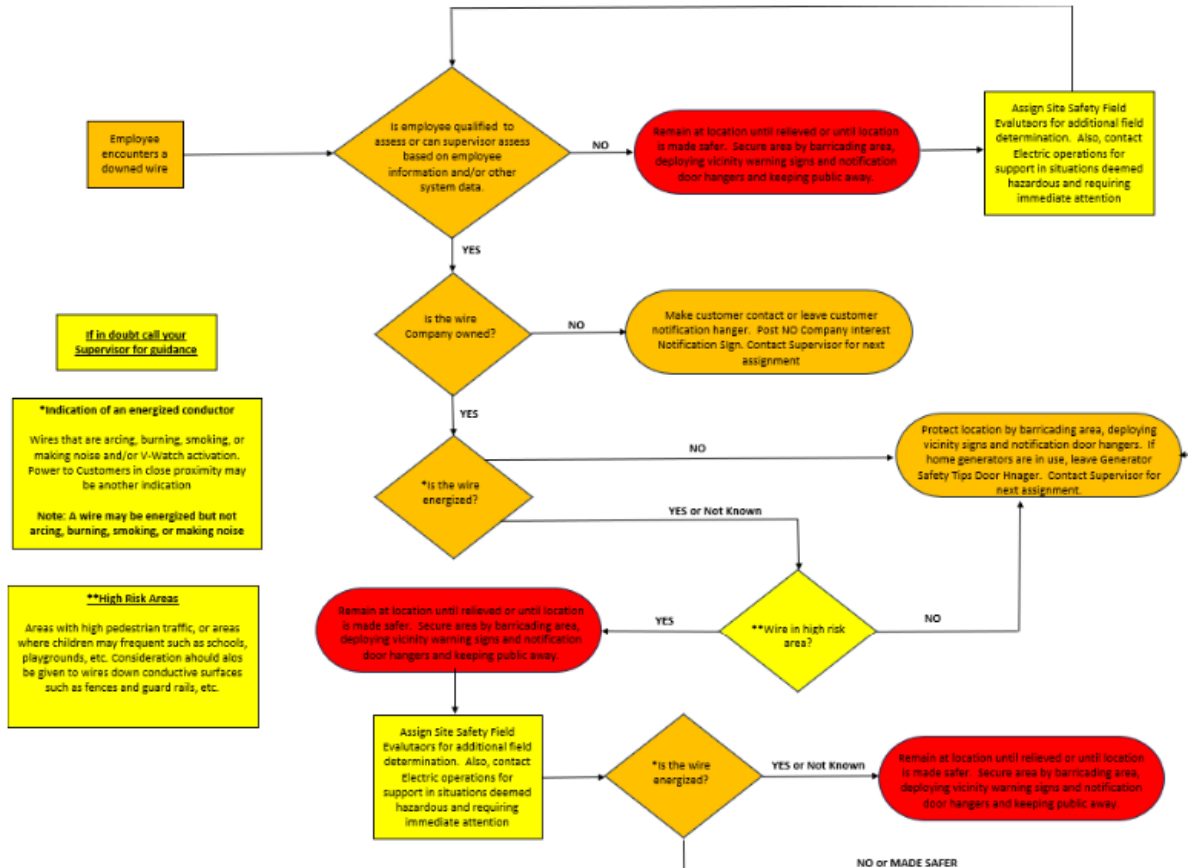 Employee
encounters a
downed wire
Is employee qualified to
assess or can supervisor assess
based on employee
information and/or other
system data.
NO
Remain at location until relieved or until location
is made safer. Secure area by barricading area,
deploying vicinity warning signs and notification
door hangers and keeping public away.
Assign Site Safety Field
Evalutaors for additional field
determination. Also, contact
Electric operations for
support in situations deemed
hazardous and requiring
immediate attention
YES
Is the wire
Company owned?
NO
Make customer contact or leave customer
notification hanger. Post NO Company Interest
Notification Sign. Contact Supervisor for next
assignment
If in doubt call your
Supervisor for guidance
YES
*Indication of an energized conductor
Wires that are arcing, burning, smoking, or
making noise and/or V-Watch activation.
Power to Customers in close proximity may
be another indication
Note: A wire may be energized but not
arcing, burning, smoking, or making noise
*Is the wire
energized?
NO
Protect location by barricading area, deploying
vicinity signs and notification door hangers. If
home generators are in use, leave Generator
Safety Tips Door Hnager. Contact Supervisor for
next assignment.
YES or Not Known
**High Risk Areas
Areas with high pedestrian traffic, or areas
where children may frequent such as schools,
playgrounds, etc. Consideration ahould alos
be given to wires down conductive surfaces
such as fences and guard rails, etc.
**Wire in high risk
area?
NO
YES
Remain at location until relieved or until location
is made safer. Secure area by barricading area,
deploying vicinity warning signs and notification
door hangers and keeping public away.
Assign Site Safety Field
Evalutaors for additional field
determination. Also, contact
Electric operations for
support in situations deemed
hazardous and requiring
immediate attention
*Is the wire
energized?
YES or Not Known
Remain at location until relieved or until location
is made safer. Secure area by barricading area,
deploying vicinity warning signs and notification
door hangers and keeping public away.
NO or MADE SAFER